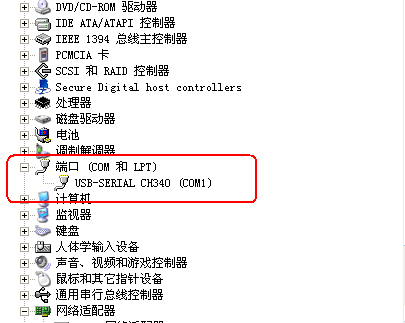 DVD/CD-ROM 驱动器
IDE ATA/ATAPI 控制器
IEEE 1394 总线主控制器
PCMCIA 卡
SCSI 和 RAID 控制器
Secure Digital host controllers
处理器
磁盘驱动器
电池
调制解调器
端口 (COM 和 LPT)
USB-SERIAL CH340 (COM1)
计算机
监视器
键盘
人体学输入设备
声音、视频和游戏控制器
鼠标和其它指针设备
通用串行总线控制器
网络适配器